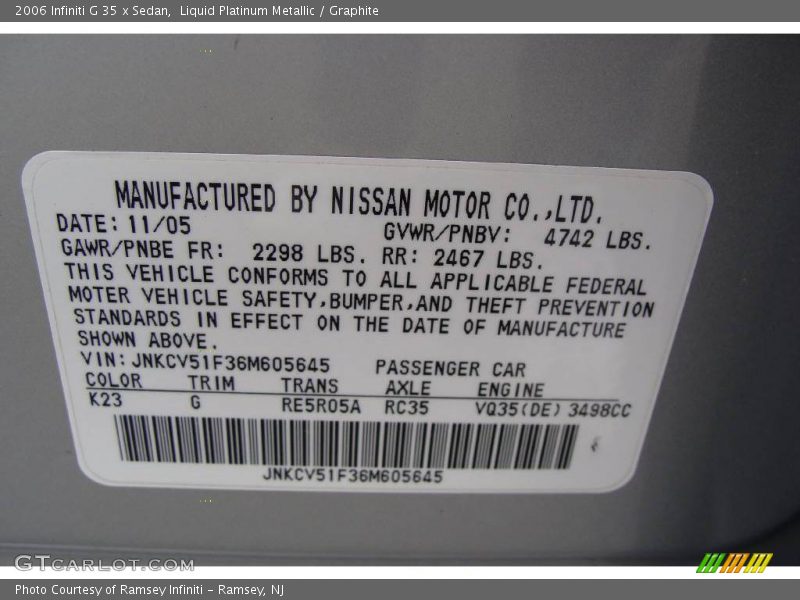 2006 Infiniti G 35 x Sedan,  Liquid Platinum Metallic / Graphite
MANUFACTURED BY NISSAN MOTOR CO.,LTD.
DATE: 11/05 GVWR/PNBV: 4742 LBS.
GAWR/PNBE FR: 2298 LBS. RR: 2467 LBS.
THIS VEHICLE CONFORMS TO ALL APPLICABLE FEDERAL
MOTER VEHICLE SAFETY,BUMPER,AND THEFT PREVENTION
STANDARDS IN EFFECT ON THE DATE OF MANUFACTURE
SHOWN ABOVE.
VIN: JNKCV51F36M605645 PASSENGER CAR
COLOR TRIM TRANS AXLE ENGINE
K23 G RE5R05A RC35 VQ35(DE) 3498CC
JNKCV51F36M605645
GTCARLOT.COM
Photo Courtesy of Ramsey Infiniti - Ramsey, NJ